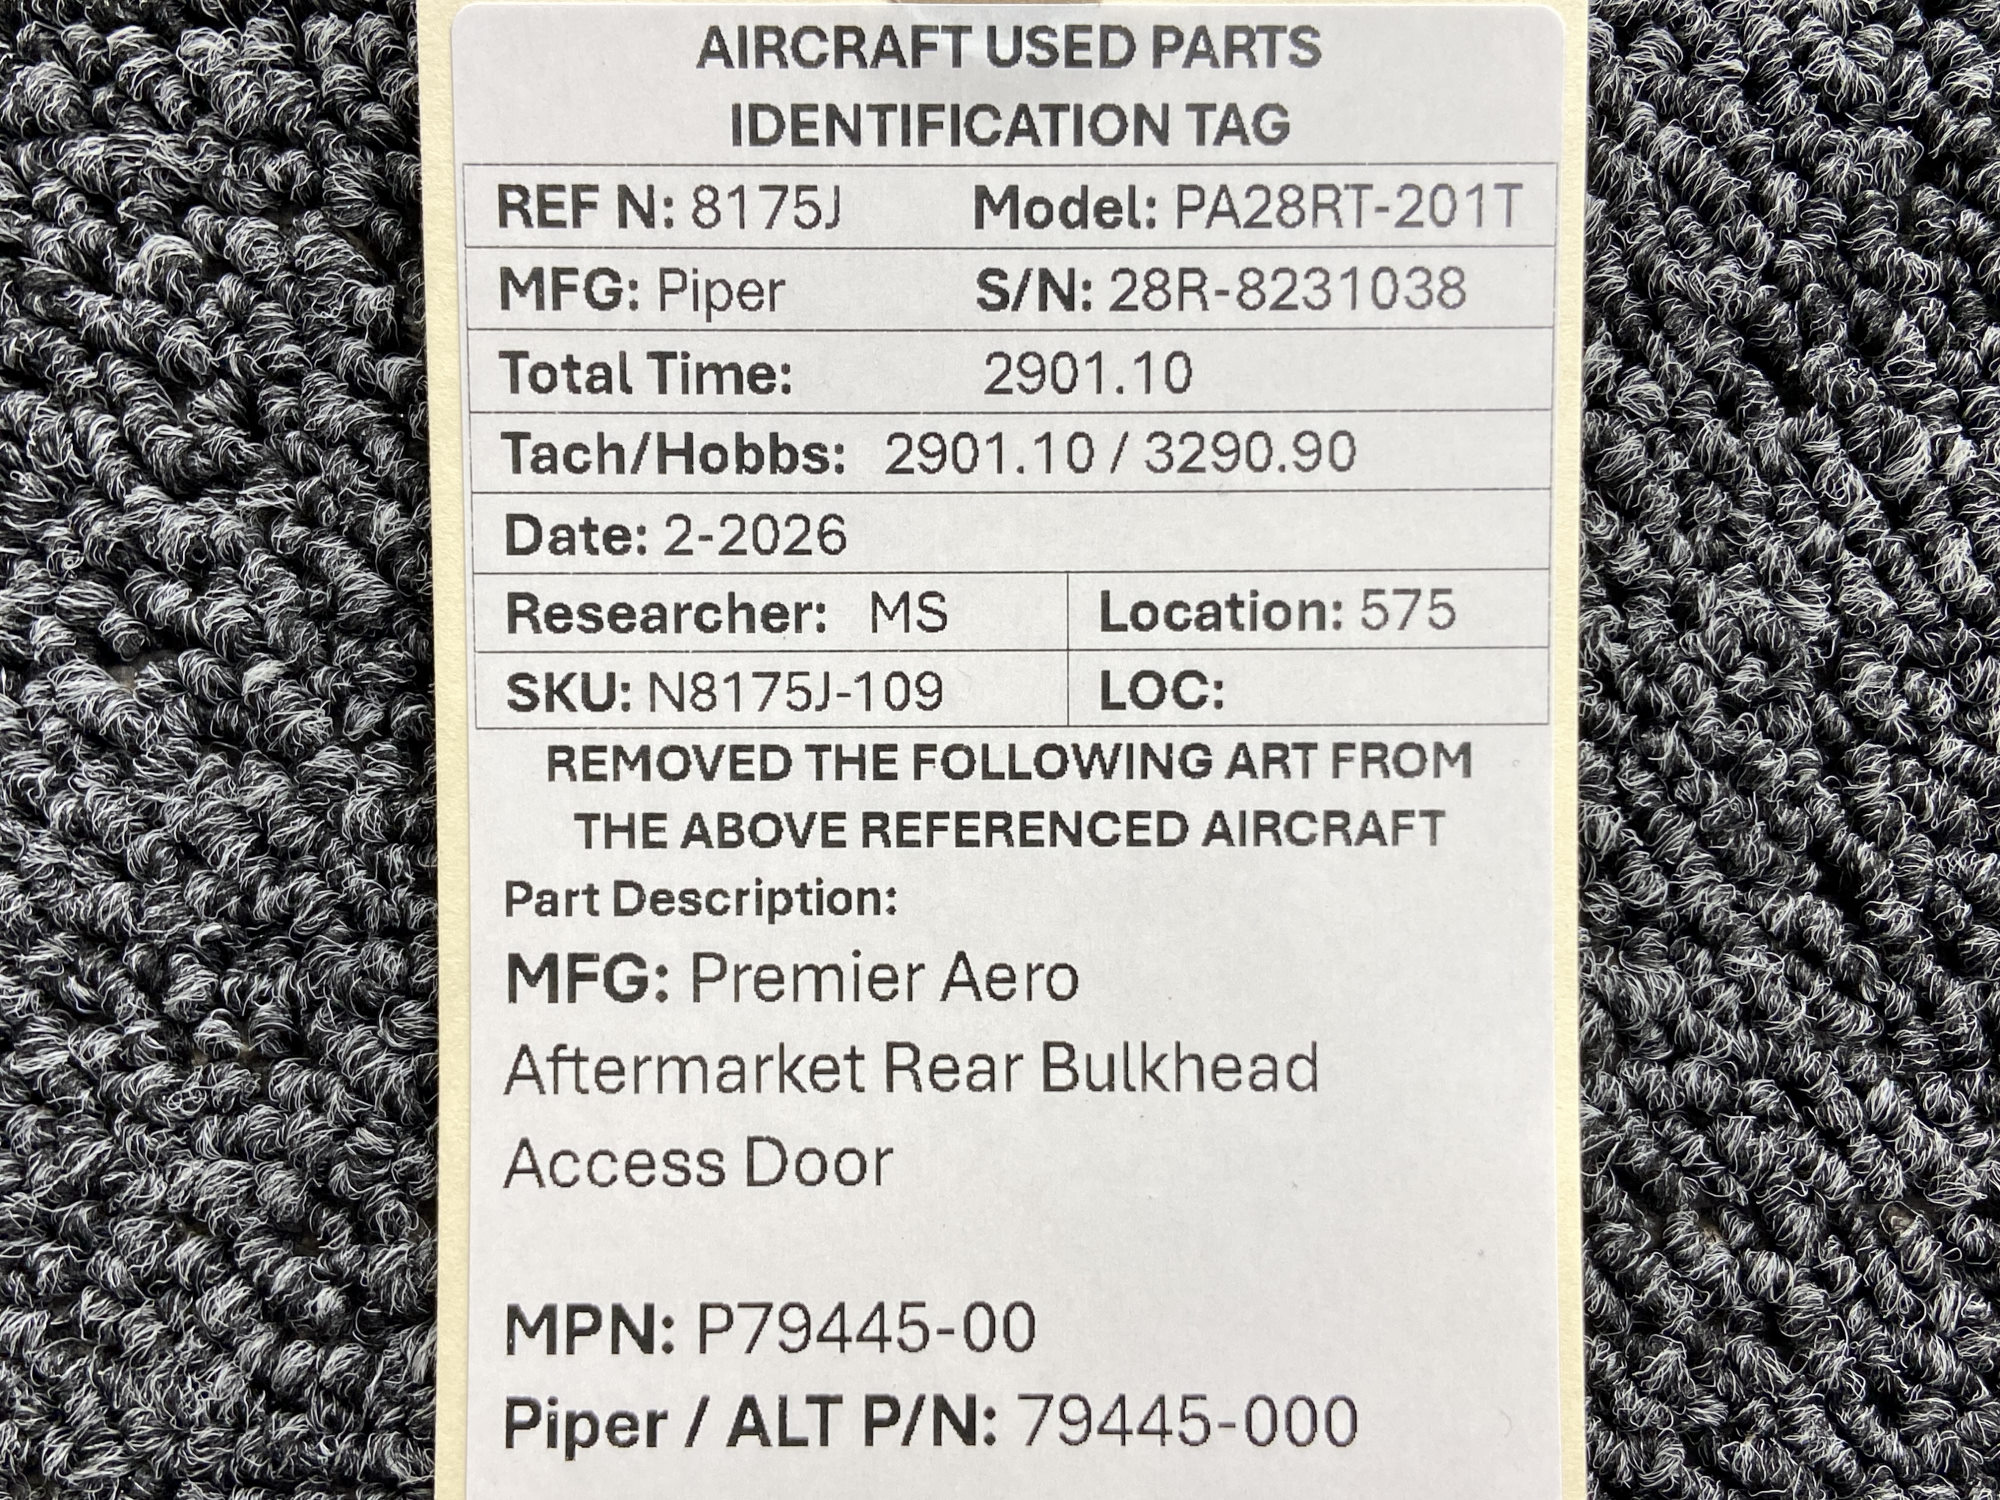 AIRCRAFT USED PARTS
IDENTIFICATION TAG
REF N: 8175J Model: PA28RT-201T
MFG: Piper S/N: 28R-8231038
Total Time: 2901.10
Tach/Hobbs: 2901.10 / 3290.90
Date: 2-2026
Researcher: MS Location: 575
SKU: N8175J-109 LOC:
REMOVED THE FOLLOWING ART FROM
THE ABOVE REFERENCED AIRCRAFT
Part Description:
MFG: Premier Aero
Aftermarket Rear Bulkhead
Access Door
MPN: P79445-00
Piper / ALT P/N: 79445-000